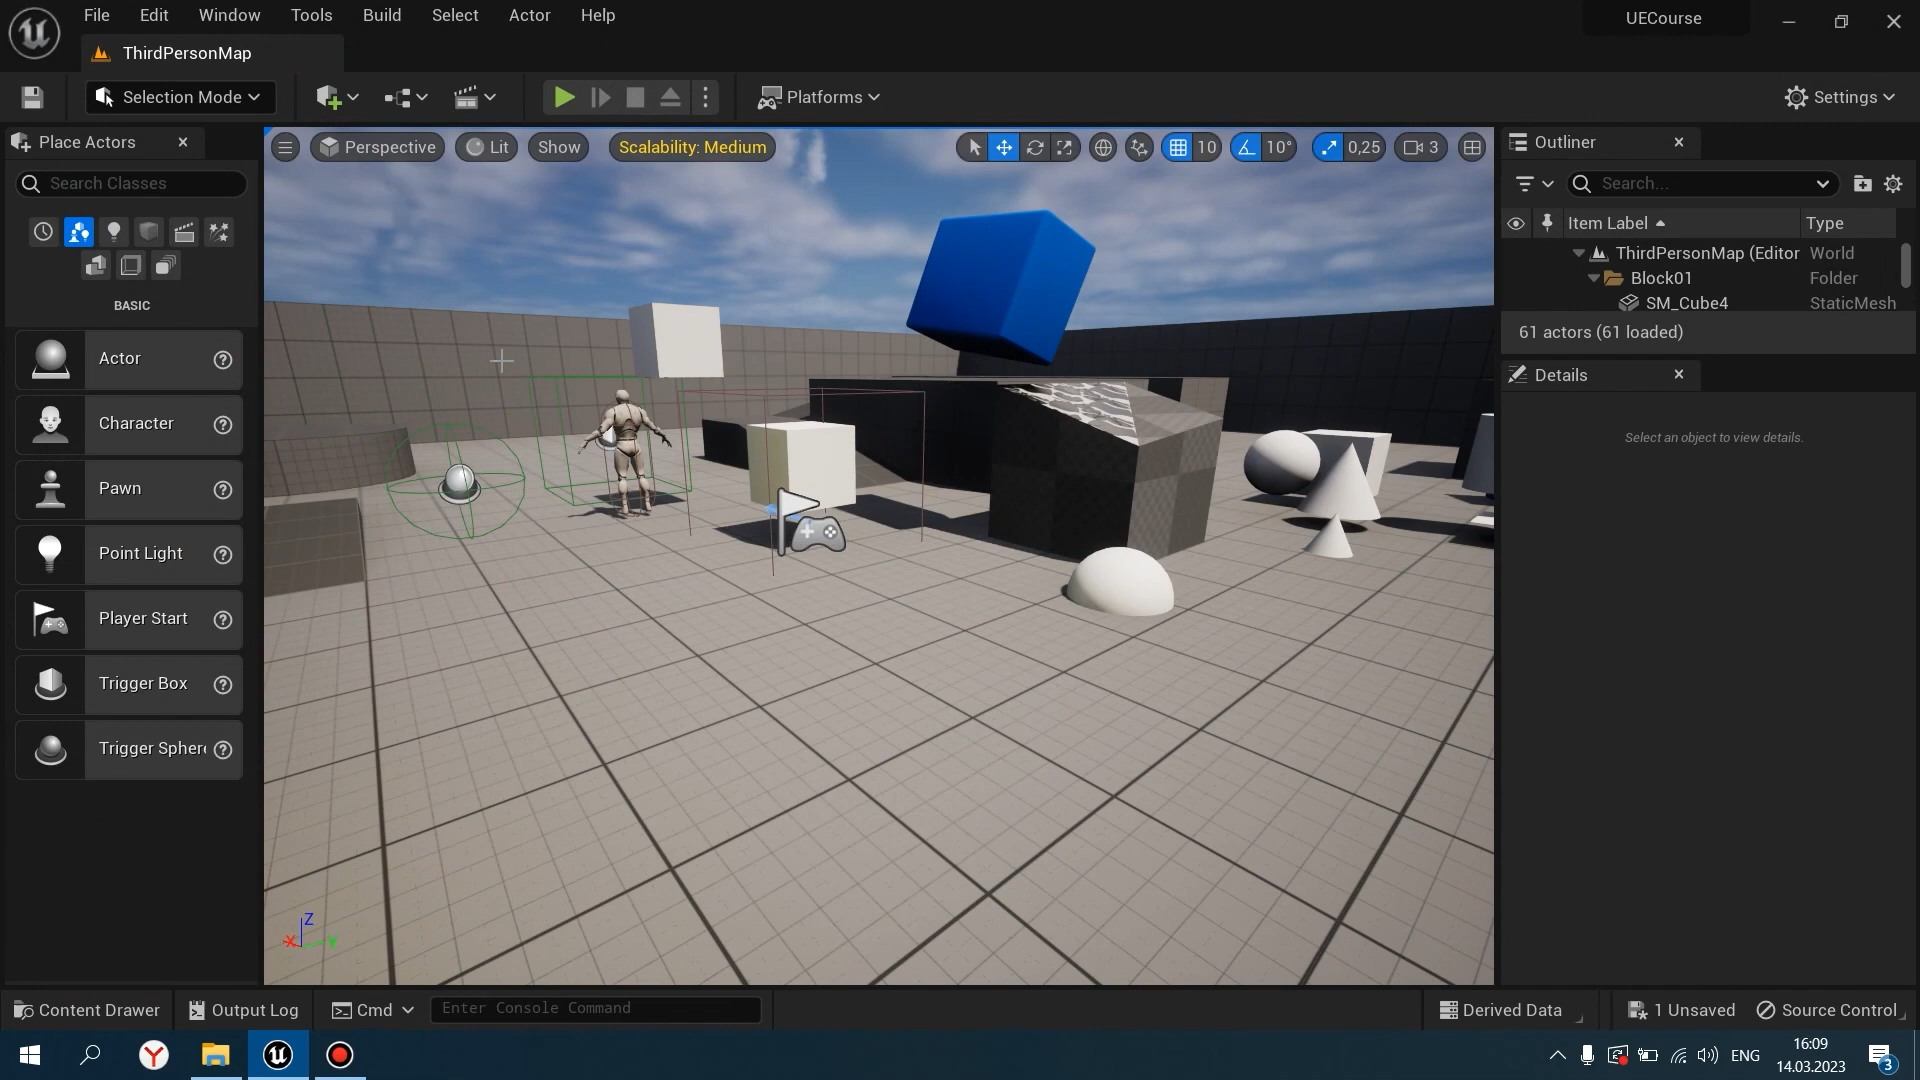 File Edit Window Tools Build Select Actor Help
UECourse
ThirdPersonMap
Selection Mode
Platforms
Settings
Place Actors
Search Classes
BASIC
Actor
Character
Pawn
Point Light
Player Start
Trigger Box
Trigger Sphere
Perspective
Lit
Show
Scalability: Medium
10
10°
0,25
3
Z
X
Y
Outliner
Search...
Item Label Type
ThirdPersonMap (Editor World
Block01 Folder
SM_Cube4 StaticMesh
61 actors (61 loaded)
Details
Select an object to view details.
Content Drawer
Output Log
Cmd
Enter Console Command
Derived Data
1 Unsaved
Source Control
ENG
16:09
14.03.2023
3